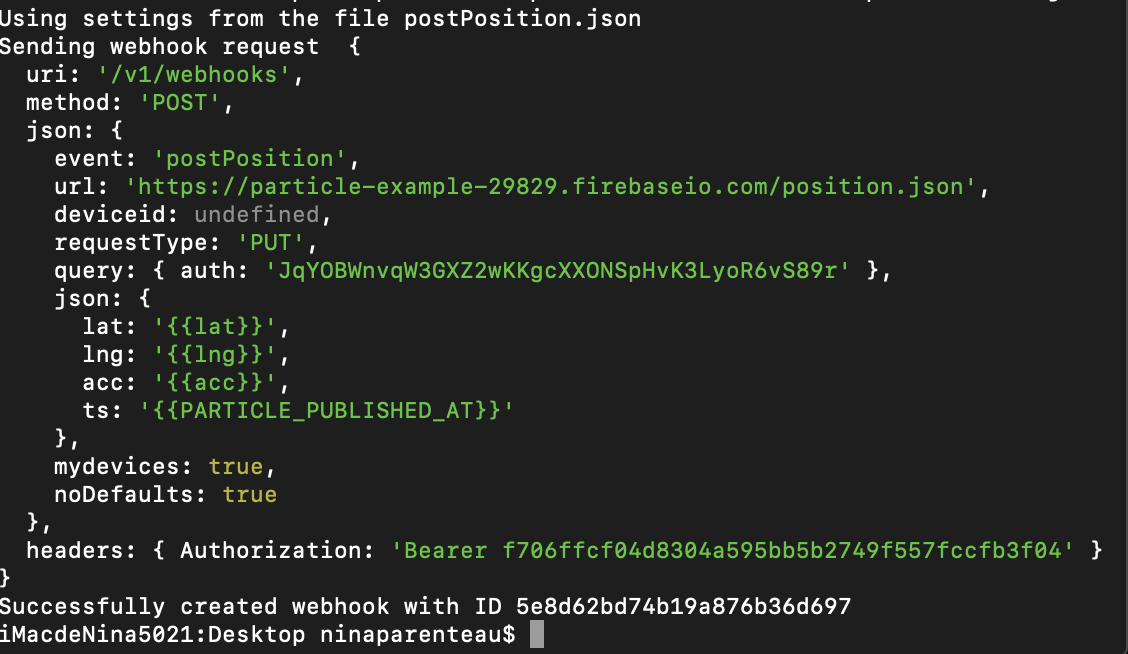 Using settings from the file postPosition.json
Sending webhook request  {
  uri: '/v1/webhooks',
  method: 'POST',
  json: {
    event: 'postPosition',
    url: 'https://particle-example-29829.firebaseio.com/position.json',
    deviceid: undefined,
    requestType: 'PUT',
    query: { auth: 'JqYOBWnvqW3GXZ2wKKgcXXONSpHvK3LyoR6vS89r' },
    json: {
      lat: '{{lat}}',
      lng: '{{lng}}',
      acc: '{{acc}}',
      ts: '{{PARTICLE_PUBLISHED_AT}}'
    },
    mydevices: true,
    noDefaults: true
  },
  headers: { Authorization: 'Bearer f706ffcf04d8304a595bb5b2749f557fccfb3f04' }
}
Successfully created webhook with ID 5e8d62bd74b19a876b36d697
iMacdeNina5021:Desktop ninaparenteau$